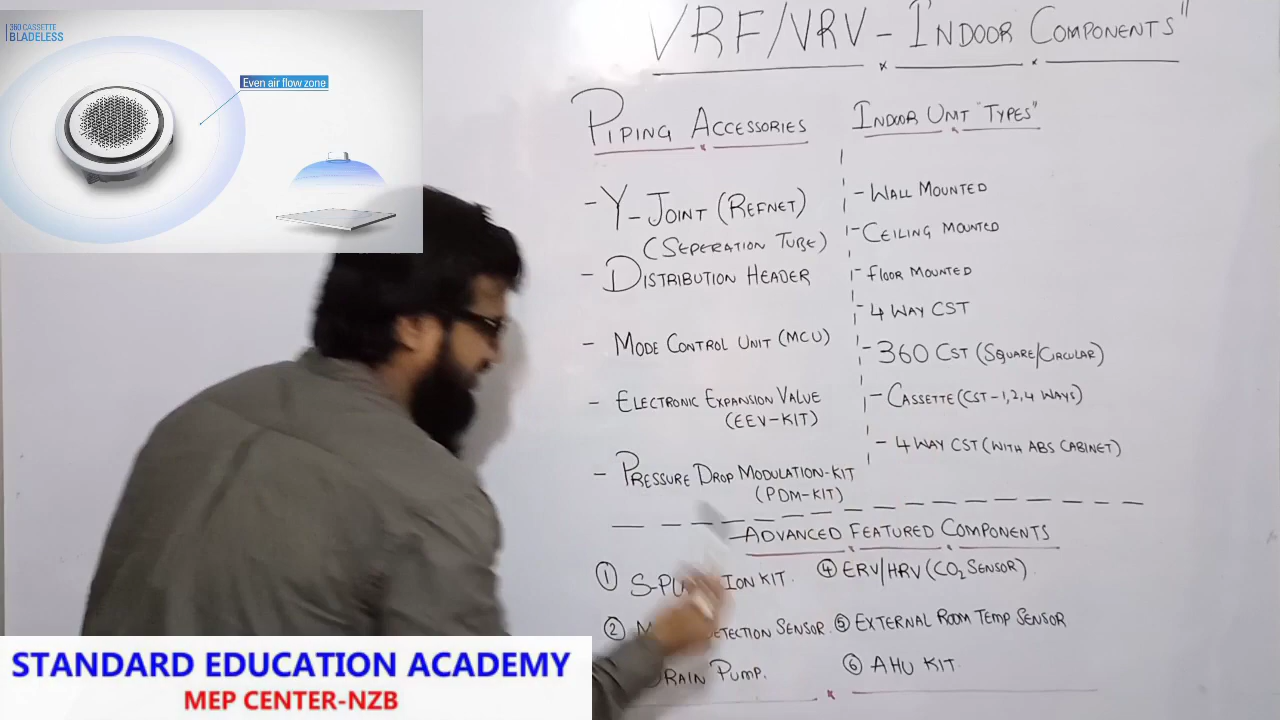 360 CASSETTE
BLADELESS
Even air flow zone
VRF/VRV - INDOOR COMPONENTS"
PIPING ACCESSORIES
- Y-JOINT (REFNET)
(SEPERATION TUBE)
- DISTRIBUTION HEADER
- MODE CONTROL UNIT (MCU)
- ELECTRONIC EXPANSION VALUE
(EEV-KIT)
- PRESSURE DROP MODULATION-KIT
(PDM-KIT)
INDOOR UNIT "TYPES"
- WALL MOUNTED
- CEILING MOUNTED
- FLOOR MOUNTED
- 4 WAY CST
- 360 CST (SQUARE/CIRCULAR)
- CASSETTE (CST-1,2,4 WAYS)
- 4 WAY CST (WITH ABS CABINET)
ADVANCED FEATURED COMPONENTS
① ION KIT.
② DETECTION SENSOR.
RAIN PUMP.
④ ERV/HRV (CO2 SENSOR).
⑤ EXTERNAL ROOM TEMP SENSOR
⑥ AHU KIT.
STANDARD EDUCATION ACADEMY
MEP CENTER-NZB